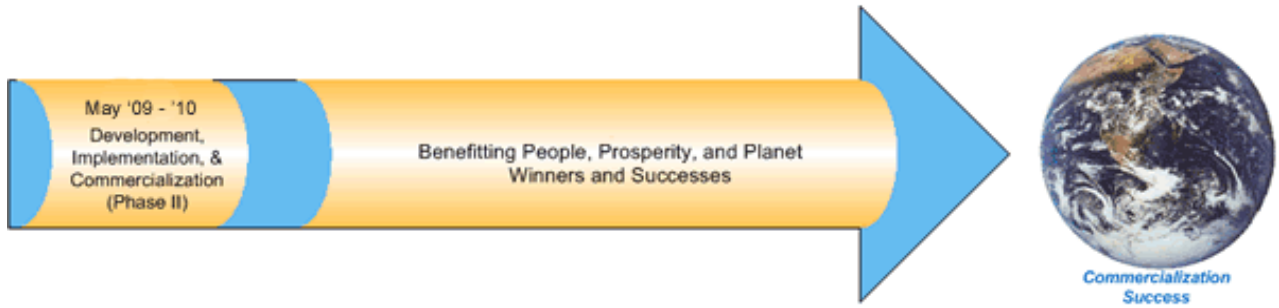 May ‘09 - ’10
Development,
Implementation, &
Commercialization
(Phase II)
Benefitting People, Prosperity, and Planet
Winners and Successes
Commercialization
Success